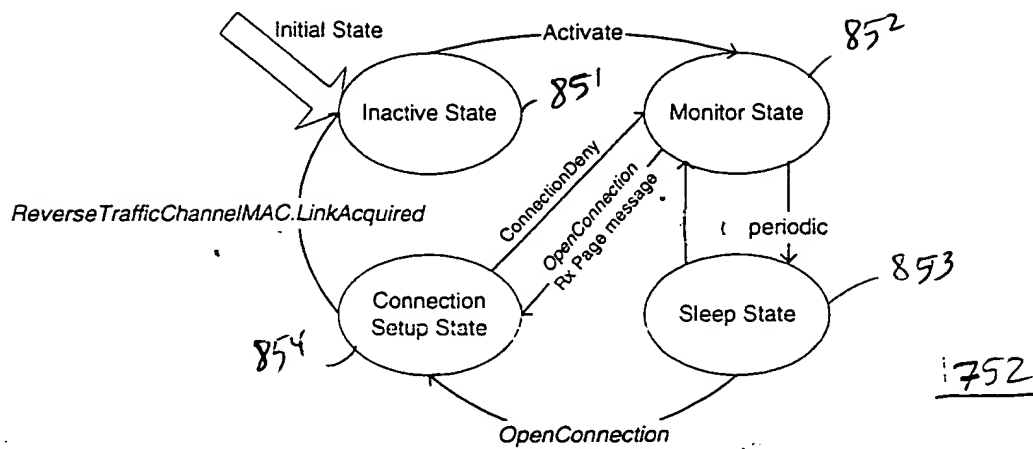 Initial State
Activate
852
Inactive State
851
Monitor State
ConnectionDeny
OpenConnection
Rx Page message
ReverseTrafficChannelMAC.LinkAcquired
periodic
853
Connection
Setup State
Sleep State
854
752
OpenConnection